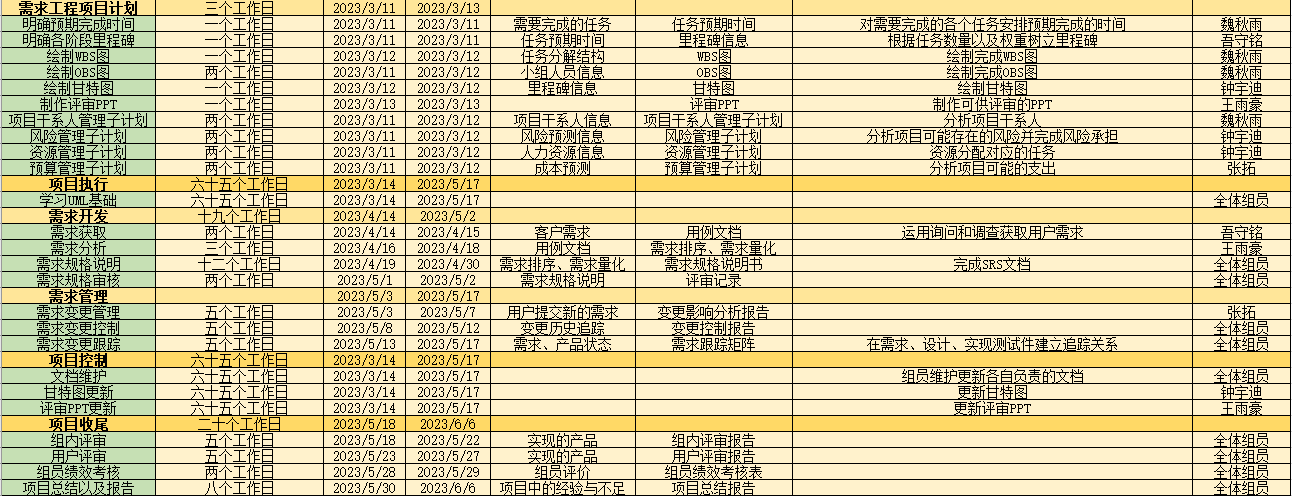 需求工程项目计划 三个工作日 2023/3/11 2023/3/13
明确预期完成时间 一个工作日 2023/3/11 2023/3/11 需要完成的任务 任务预期时间 对需要完成的各个任务安排预期完成的时间 魏秋雨
明确各阶段里程碑 一个工作日 2023/3/11 2023/3/11 任务预期时间 里程碑信息 根据任务数量以及权重树立里程碑 吾守铭
绘制WBS图 一个工作日 2023/3/12 2023/3/12 任务分解结构 WBS图 绘制完成WBS图 魏秋雨
绘制OBS图 两个工作日 2023/3/11 2023/3/12 小组人员信息 OBS图 绘制完成OBS图 魏秋雨
绘制甘特图 一个工作日 2023/3/12 2023/3/12 里程碑信息 甘特图 绘制甘特图 钟宇迪
制作评审PPT 一个工作日 2023/3/13 2023/3/13 评审PPT 制作可供评审的PPT 王雨豪
项目干系人管理子计划 两个工作日 2023/3/11 2023/3/12 项目干系人信息 项目干系人管理子计划 分析项目干系人 魏秋雨
风险管理子计划 两个工作日 2023/3/11 2023/3/12 风险预测信息 风险管理子计划 分析项目可能存在的风险并完成风险承担 钟宇迪
资源管理子计划 两个工作日 2023/3/11 2023/3/12 人力资源信息 资源管理子计划 资源分配对应的任务 钟宇迪
预算管理子计划 两个工作日 2023/3/11 2023/3/12 成本预测 预算管理子计划 分析项目可能的支出 张拓
项目执行 六十五个工作日 2023/3/14 2023/5/17
学习UML基础 六十五个工作日 2023/3/14 2023/5/17 全体组员
需求开发 十九个工作日 2023/4/14 2023/5/2
需求获取 两个工作日 2023/4/14 2023/4/15 客户需求 用例文档 运用询问和调查获取用户需求 吾守铭
需求分析 三个工作日 2023/4/16 2023/4/18 用例文档 需求排序、需求量化 王雨豪
需求规格说明 十二个工作日 2023/4/19 2023/4/30 需求排序、需求量化 需求规格说明书 完成SRS文档 全体组员
需求规格审核 两个工作日 2023/5/1 2023/5/2 需求规格说明 评审记录 全体组员
需求管理 2023/5/3 2023/5/17
需求变更管理 五个工作日 2023/5/3 2023/5/7 用户提交新的需求 变更影响分析报告 张拓
需求变更控制 五个工作日 2023/5/8 2023/5/12 变更历史追踪 变更控制报告 全体组员
需求变更跟踪 五个工作日 2023/5/13 2023/5/17 需求、产品状态 需求跟踪矩阵 在需求、设计、实现测试件建立追踪关系 全体组员
项目控制 六十五个工作日 2023/3/14 2023/5/17
文档维护 六十五个工作日 2023/3/14 2023/5/17 组员维护更新各自负责的文档 全体组员
甘特图更新 六十五个工作日 2023/3/14 2023/5/17 更新甘特图 钟宇迪
评审PPT更新 六十五个工作日 2023/3/14 2023/5/17 更新评审PPT 王雨豪
项目收尾 二十个工作日 2023/5/18 2023/6/6
组内评审 五个工作日 2023/5/18 2023/5/22 实现的产品 组内评审报告 全体组员
用户评审 五个工作日 2023/5/23 2023/5/27 实现的产品 用户评审报告 全体组员
组员绩效考核 两个工作日 2023/5/28 2023/5/29 组员评价 组员绩效考核表 全体组员
项目总结以及报告 八个工作日 2023/5/30 2023/6/6 项目中的经验与不足 项目总结报告 全体组员